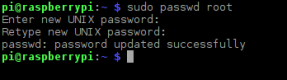 pi@raspberrypi:~ $ sudo passwd root
Enter new UNIX password:
Retype new UNIX password:
passwd: password updated successfully
pi@raspberrypi:~ $